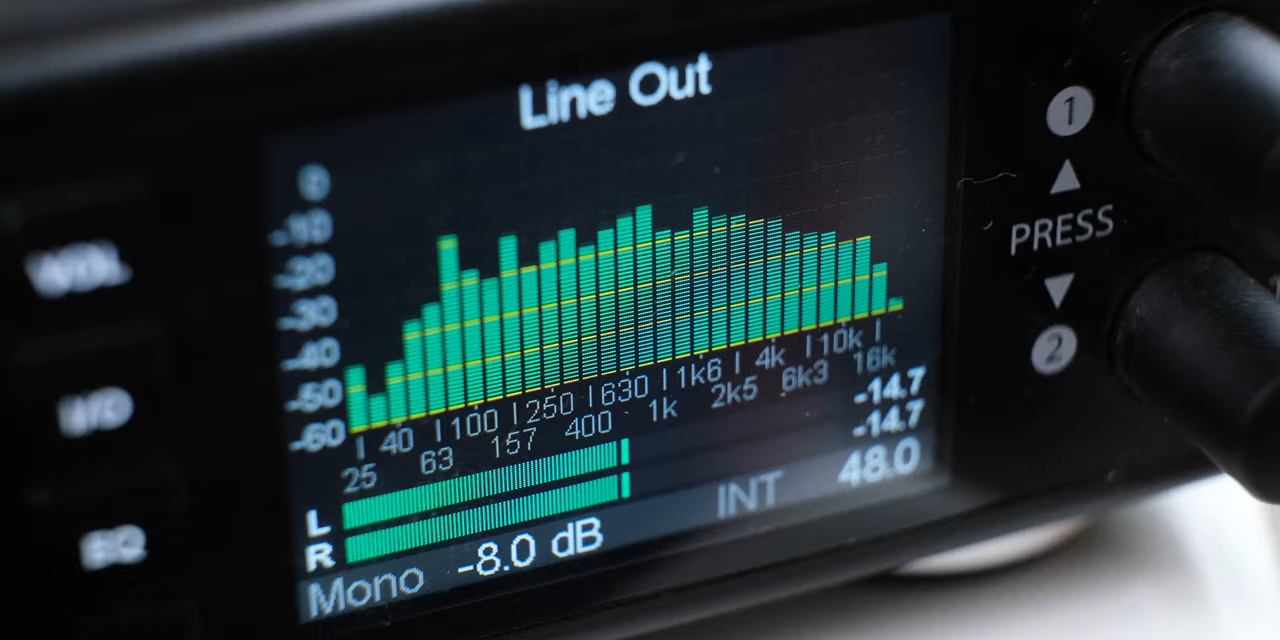 Line Out
0
-10
-20
-30
-40
-50
-60
| 40 | 100 | 250 | 630 | 1k6 | 4k | 10k |
25 63 157 400 1k 2k5 6k3 16k
-14.7
-14.7
L
R
Mono -8.0 dB INT 48.0
VOL
I/O
EQ
1
PRESS
2